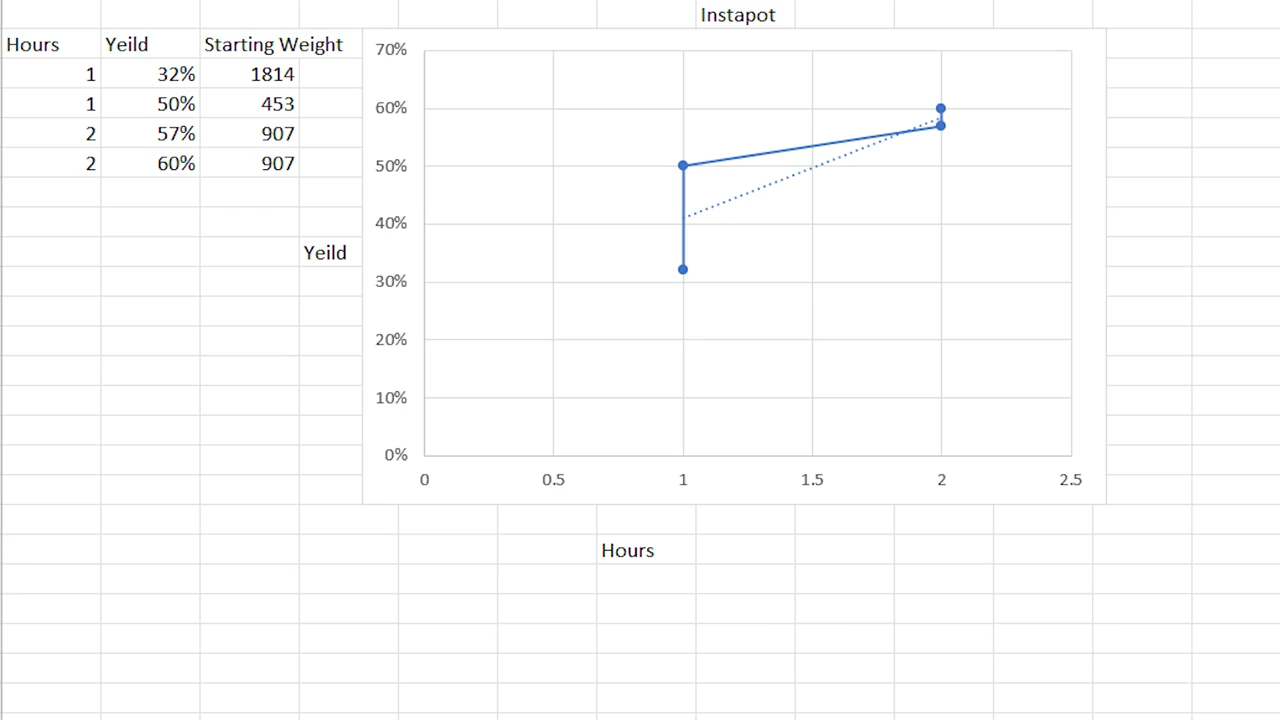 Instapot
Hours Yeild Starting Weight
1 32% 1814
1 50% 453
2 57% 907
2 60% 907
Yeild
70%
60%
50%
40%
30%
20%
10%
0%
0 0.5 1 1.5 2 2.5
Hours